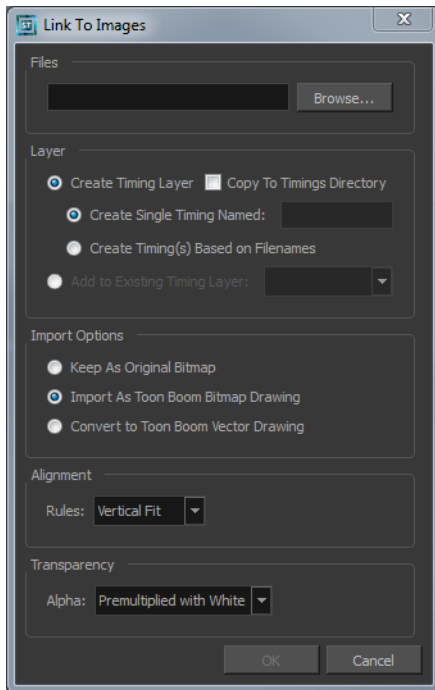 ST Link To Images X
Files
Browse...
Layer
Create Timing Layer Copy To Timings Directory
Create Single Timing Named:
Create Timing(s) Based on Filenames
Add to Existing Timing Layer:
Import Options
Keep As Original Bitmap
Import As Toon Boom Bitmap Drawing
Convert to Toon Boom Vector Drawing
Alignment
Rules: Vertical Fit
Transparency
Alpha: Premultiplied with White
OK Cancel